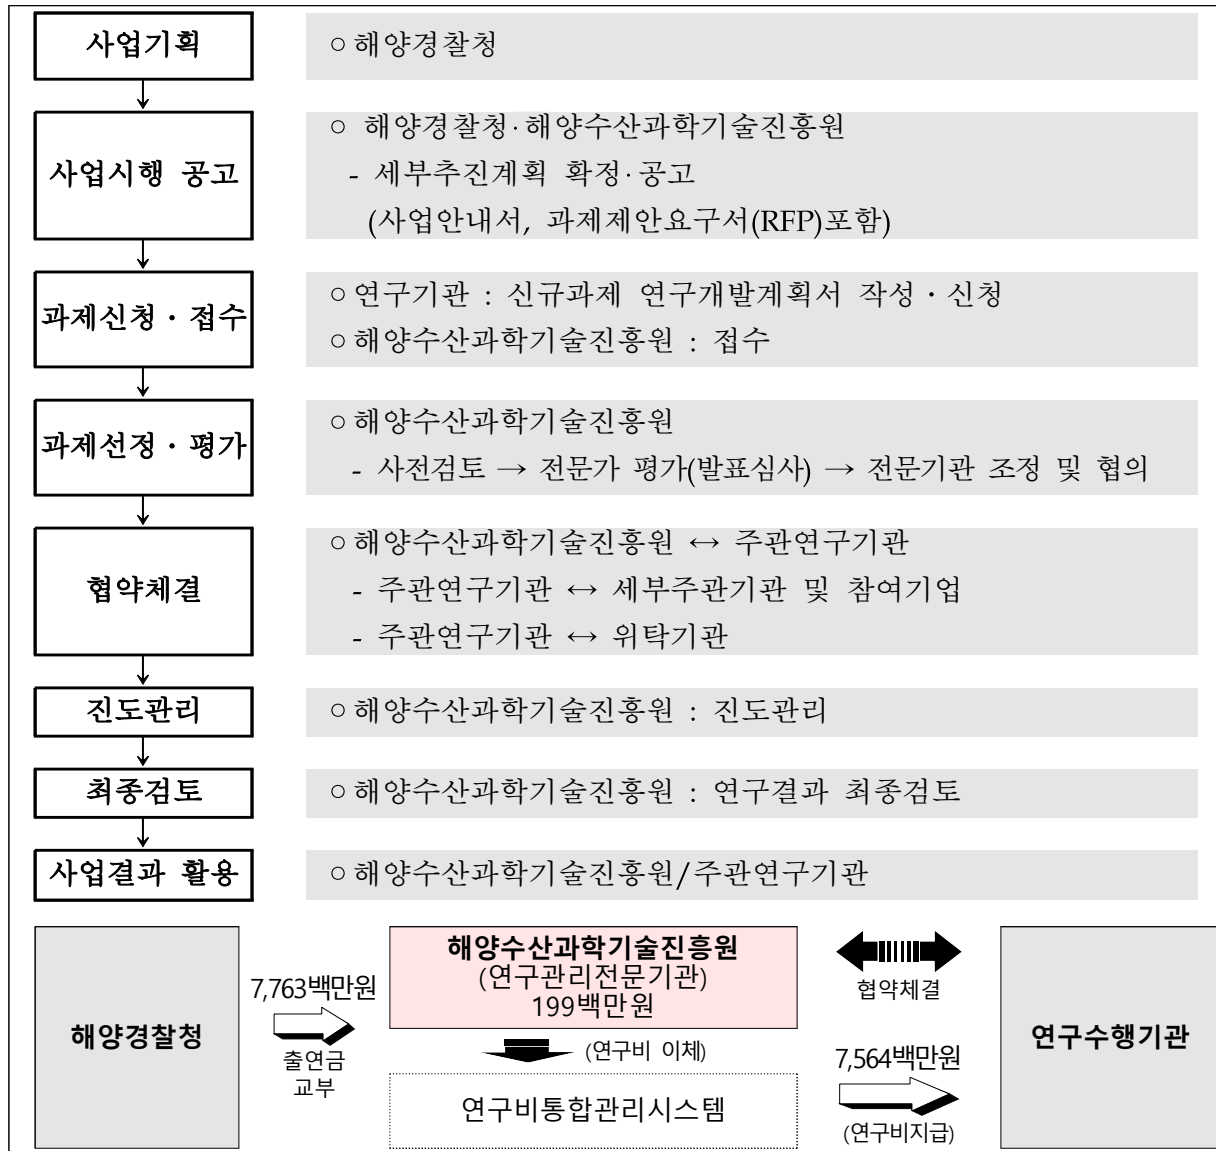 사업기획
○ 해양경찰청
사업시행 공고
○ 해양경찰청·해양수산과학기술진흥원
- 세부추진계획 확정·공고
(사업안내서, 과제제안요구서(RFP)포함)
과제신청·접수
○ 연구기관 : 신규과제 연구개발계획서 작성·신청
○ 해양수산과학기술진흥원 : 접수
과제선정·평가
○ 해양수산과학기술진흥원
- 사전검토 → 전문가 평가(발표심사) → 전문기관 조정 및 협의
협약체결
○ 해양수산과학기술진흥원 ↔ 주관연구기관
- 주관연구기관 ↔ 세부주관기관 및 참여기업
- 주관연구기관 ↔ 위탁기관
진도관리
○ 해양수산과학기술진흥원 : 진도관리
최종검토
○ 해양수산과학기술진흥원 : 연구결과 최종검토
사업결과 활용
○ 해양수산과학기술진흥원/주관연구기관
해양경찰청
7,763백만원
출연금
교부
해양수산과학기술진흥원
(연구관리전문기관)
199백만원
(연구비 이체)
연구비통합관리시스템
협약체결
7,564백만원
(연구비지급)
연구수행기관